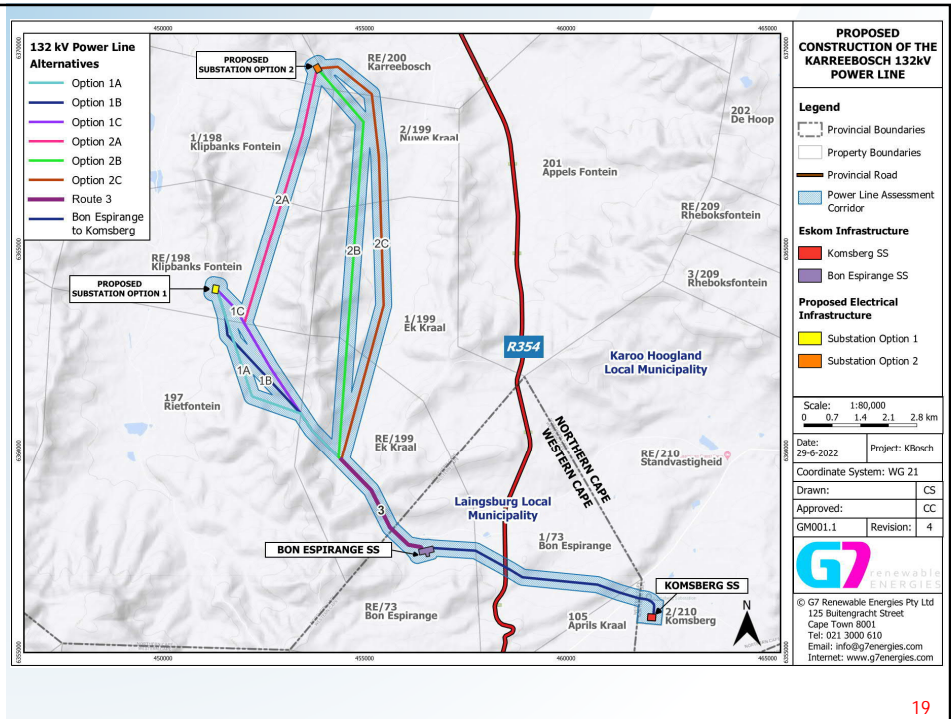 450000
455000
460000
465000
6370000
6370000
132 kV Power Line
Alternatives
Option 1A
Option 1B
Option 1C
Option 2A
Option 2B
Option 2C
Route 3
Bon Espirange
to Komsberg
PROPOSED
SUBSTATION OPTION 2
RE/200
Karreebosch
1/198
Klipbanks Fontein
2/199
Nuwe Kraal
202
De Hoop
201
Appels Fontein
2A
RE/209
Rheboksfontein
6365000
6365000
2B
2C
RE/198
Klipbanks Fontein
3/209
Rheboksfontein
PROPOSED
SUBSTATION OPTION 1
1C
1/199
Ek Kraal
R354
Karoo Hoogland
Local Municipality
1A
1B
197
Rietfontein
NORTHERN CAPE
WESTERN CAPE
RE/199
Ek Kraal
RE/210
Standvastigheid
Laingsburg Local
Municipality
3
BON ESPIRANGE SS
1/73
Bon Espirange
KOMSBERG SS
RE/73
Bon Espirange
105
Aprils Kraal
2/210
Komsberg
N
6355000
6355000
450000
455000
460000
465000
PROPOSED
CONSTRUCTION OF THE
KARREEBOSCH 132kV
POWER LINE
Legend
Provincial Boundaries
Property Boundaries
Provincial Road
Power Line Assessment
Corridor
Eskom Infrastructure
Komsberg SS
Bon Espirange SS
Proposed Electrical
Infrastructure
Substation Option 1
Substation Option 2
Scale: 1:80,000
0 0.7 1.4 2.1 2.8 km
Date:
29-6-2022
Project: KBosch
Coordinate System: WG 21
Drawn: CS
Approved: CC
GM001.1 Revision: 4
G7 renewable
ENERGIES
© G7 Renewable Energies Pty Ltd
125 Buitengracht Street
Cape Town 8001
Tel: 021 3000 610
Email: info@g7energies.com
Internet: www.g7energies.com
19